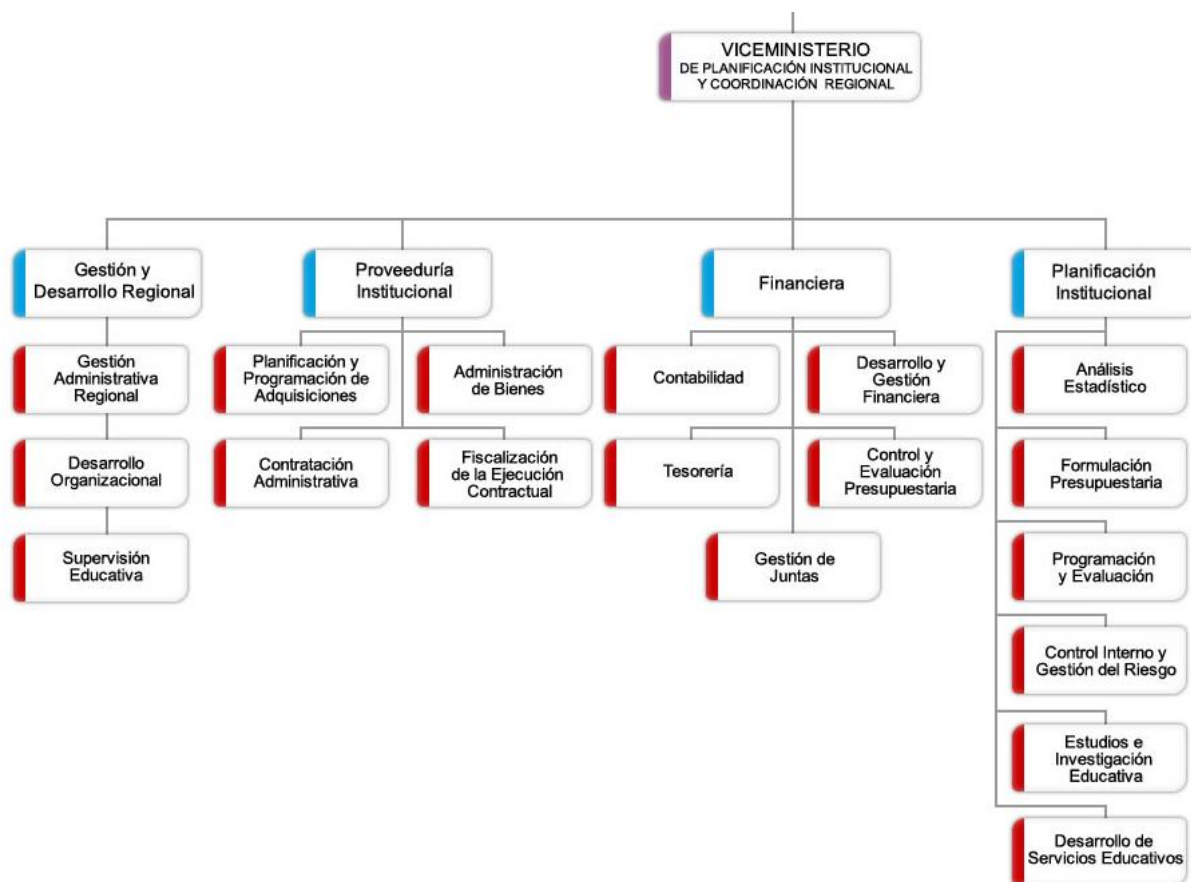 VICEMINISTERIO
DE PLANIFICACIÓN INSTITUCIONAL
Y COORDINACIÓN REGIONAL
Gestión y
Desarrollo Regional
Proveeduría
Institucional
Financiera
Planificación
Institucional
Gestión
Administrativa
Regional
Planificación y
Programación de
Adquisiciones
Administración
de Bienes
Contabilidad
Desarrollo y
Gestión
Financiera
Análisis
Estadístico
Desarrollo
Organizacional
Contratación
Administrativa
Fiscalización
de la Ejecución
Contractual
Tesorería
Control y
Evaluación
Presupuestaria
Formulación
Presupuestaria
Supervisión
Educativa
Gestión de
Juntas
Programación
y Evaluación
Control Interno y
Gestión del Riesgo
Estudios e
Investigación
Educativa
Desarrollo de
Servicios Educativos